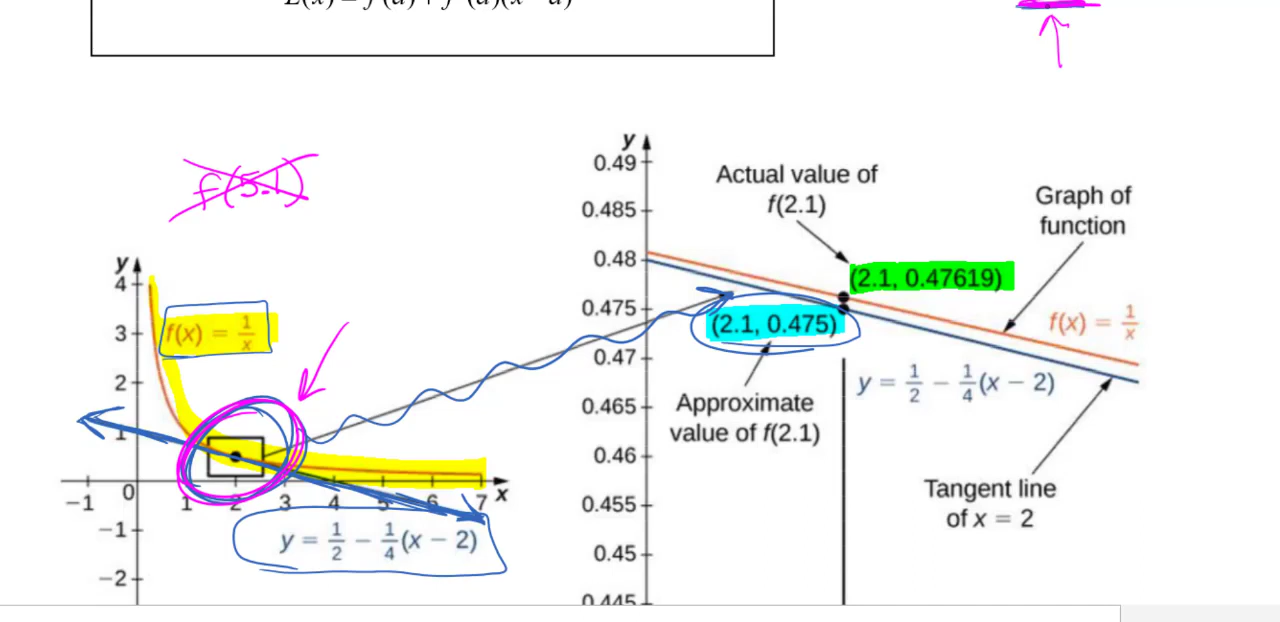 L(x) = f(a) + f'(a)(x − a)
f(5.1)
y
4
3
2
1
0
−1
−2
−1
1
2
3
4
5
6
7
x
f(x) = 1/x
y = 1/2 − 1/4(x − 2)
y
0.49
0.485
0.48
0.475
0.47
0.465
0.46
0.455
0.45
0.445
Actual value of
f(2.1)
Graph of
function
(2.1, 0.47619)
(2.1, 0.475)
f(x) = 1/x
y = 1/2 − 1/4(x − 2)
Approximate
value of f(2.1)
Tangent line
of x = 2